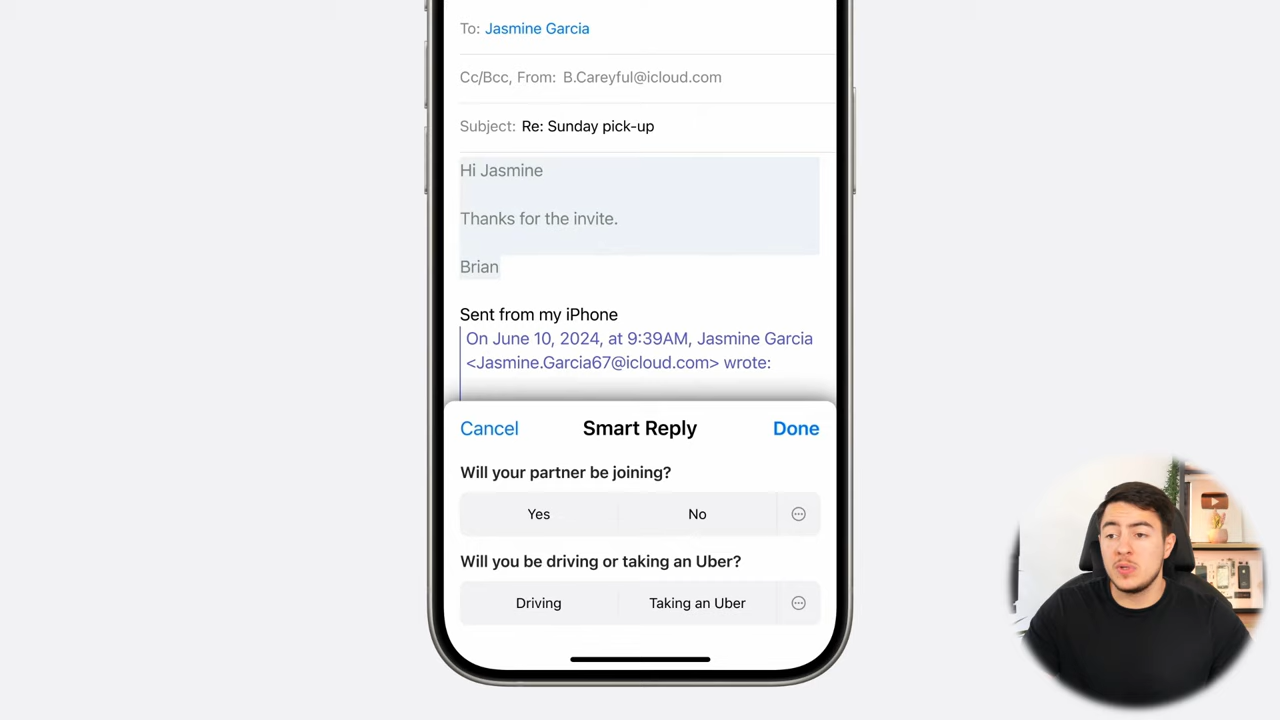 To: Jasmine Garcia
Cc/Bcc, From: B.Careyful@icloud.com
Subject: Re: Sunday pick-up
Hi Jasmine
Thanks for the invite.
Brian
Sent from my iPhone
On June 10, 2024, at 9:39AM, Jasmine Garcia
<Jasmine.Garcia67@icloud.com> wrote:
Cancel Smart Reply Done
Will your partner be joining?
Yes No
Will you be driving or taking an Uber?
Driving Taking an Uber